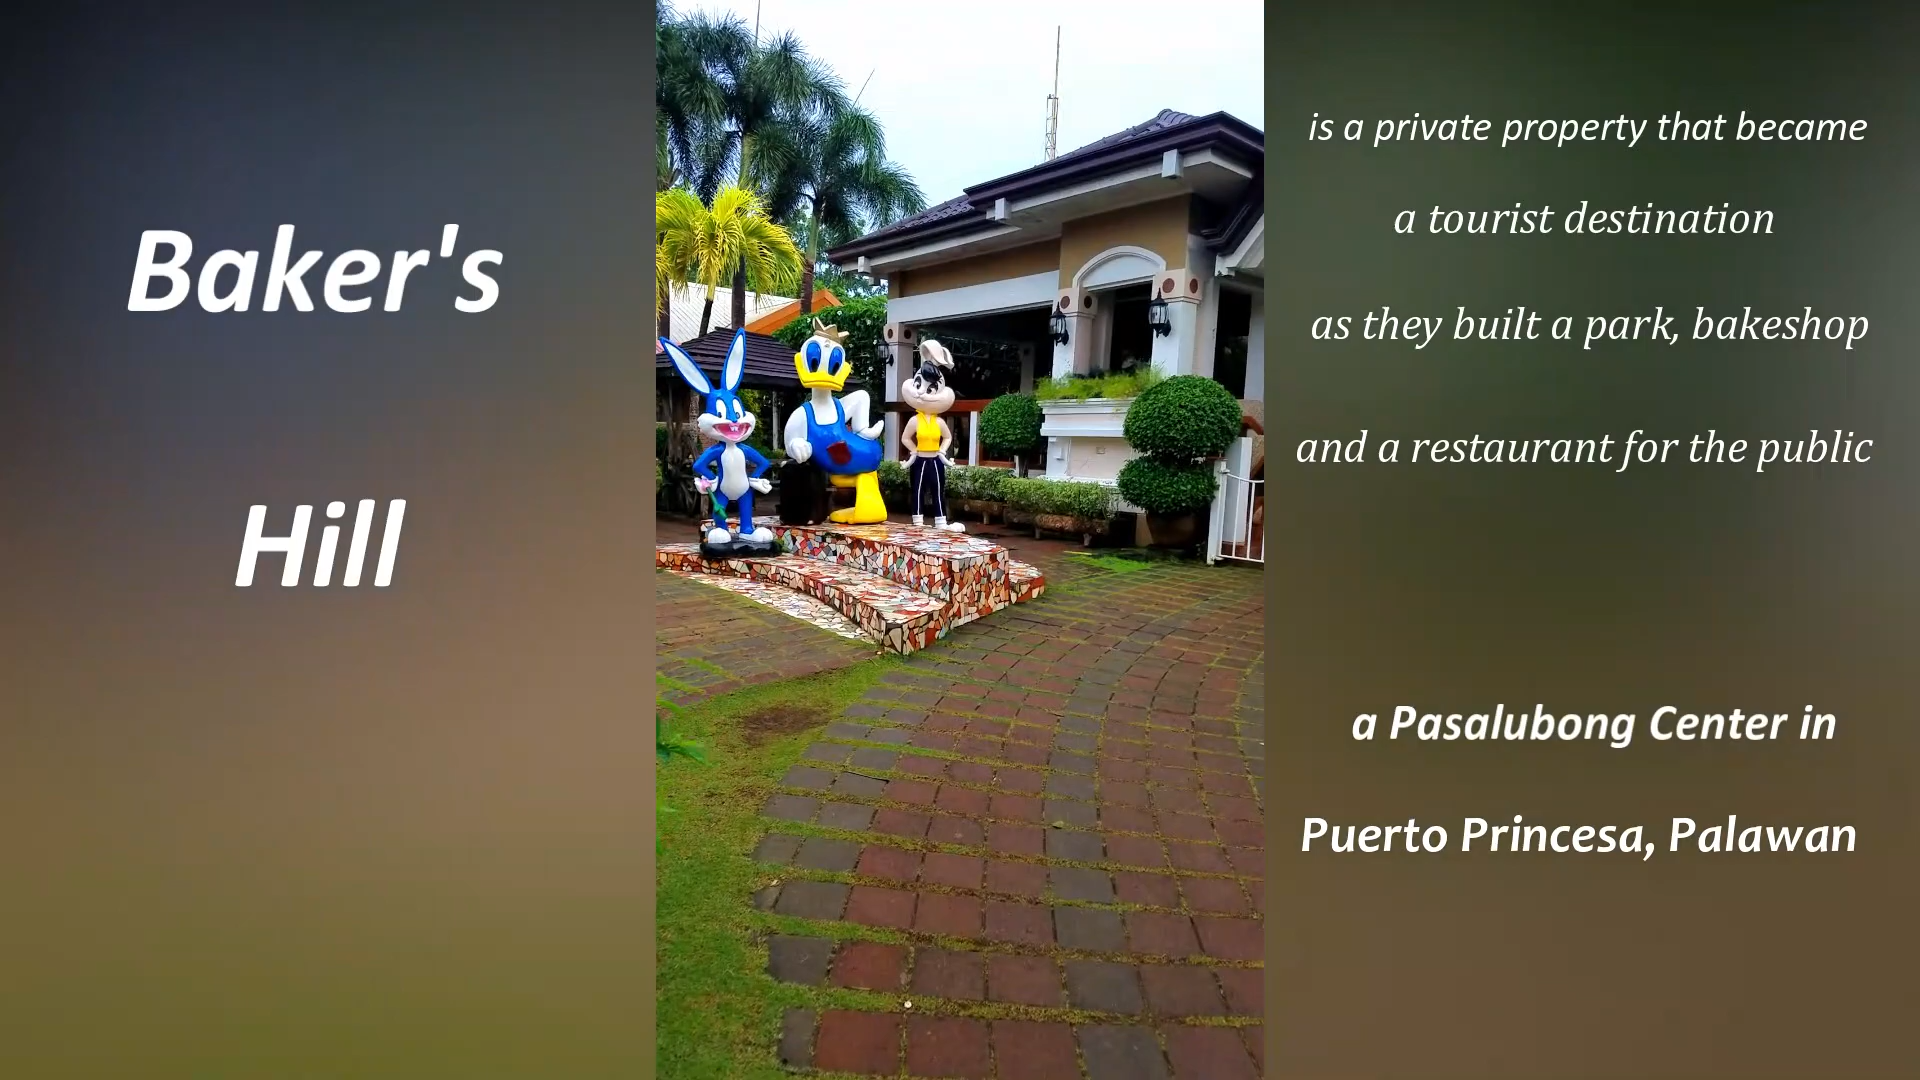 Baker's
Hill
is a private property that became
a tourist destination
as they built a park, bakeshop
and a restaurant for the public
a Pasalubong Center in
Puerto Princesa, Palawan